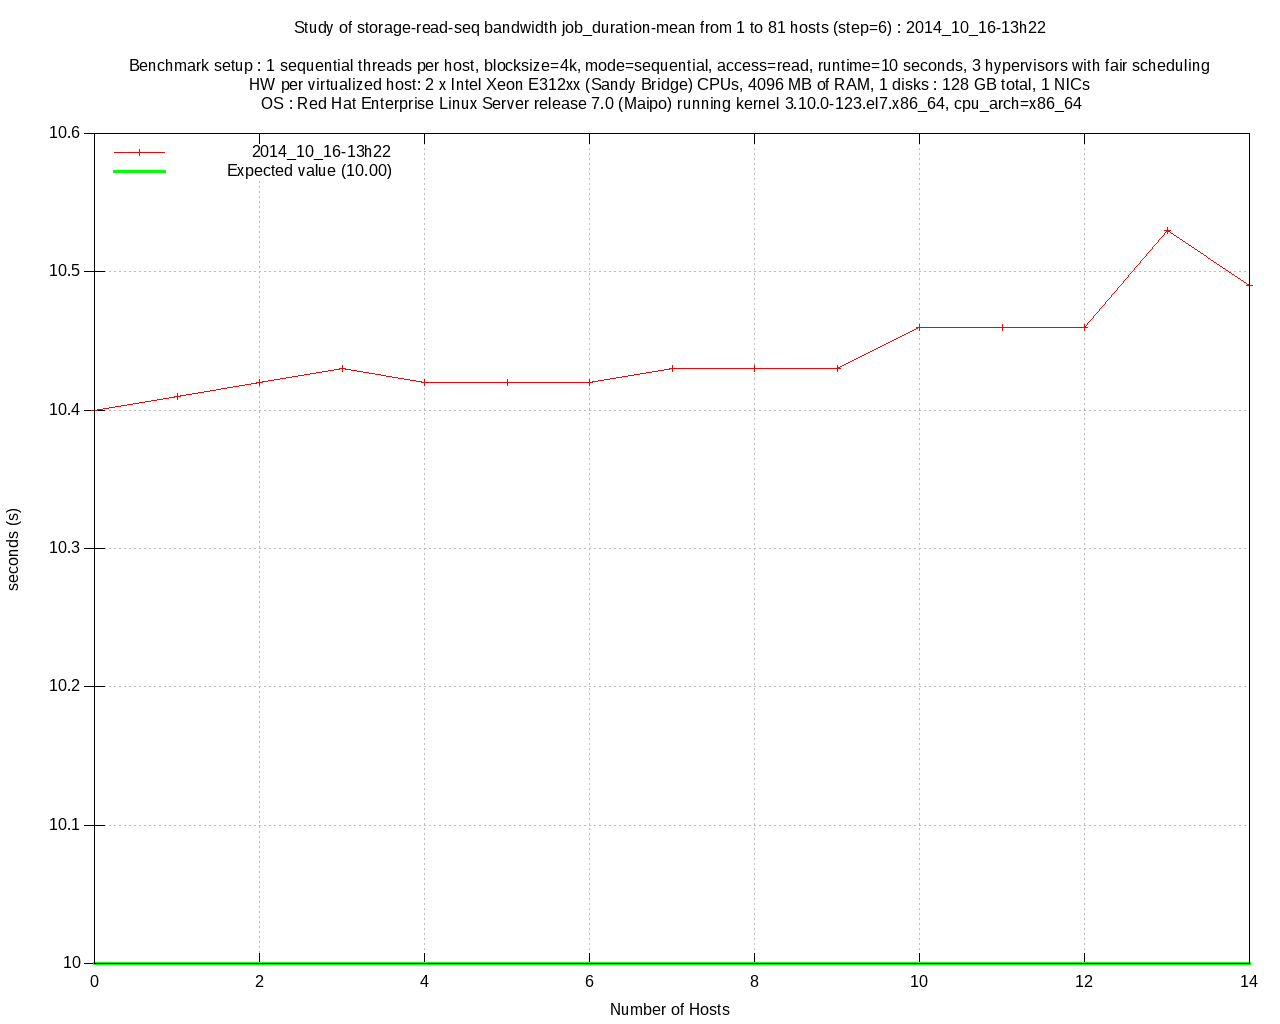 Study of storage-read-seq bandwidth job_duration-mean from 1 to 81 hosts (step=6) : 2014_10_16-13h22
Benchmark setup : 1 sequential threads per host, blocksize=4k, mode=sequential, access=read, runtime=10 seconds, 3 hypervisors with fair scheduling
HW per virtualized host: 2 x Intel Xeon E312xx (Sandy Bridge) CPUs, 4096 MB of RAM, 1 disks : 128 GB total, 1 NICs
OS : Red Hat Enterprise Linux Server release 7.0 (Maipo) running kernel 3.10.0-123.el7.x86_64, cpu_arch=x86_64
10.6
2014_10_16-13h22
Expected value (10.00)
10.5
10.4
10.3
seconds (s)
10.2
10.1
10
0 2 4 6 8 10 12 14
Number of Hosts